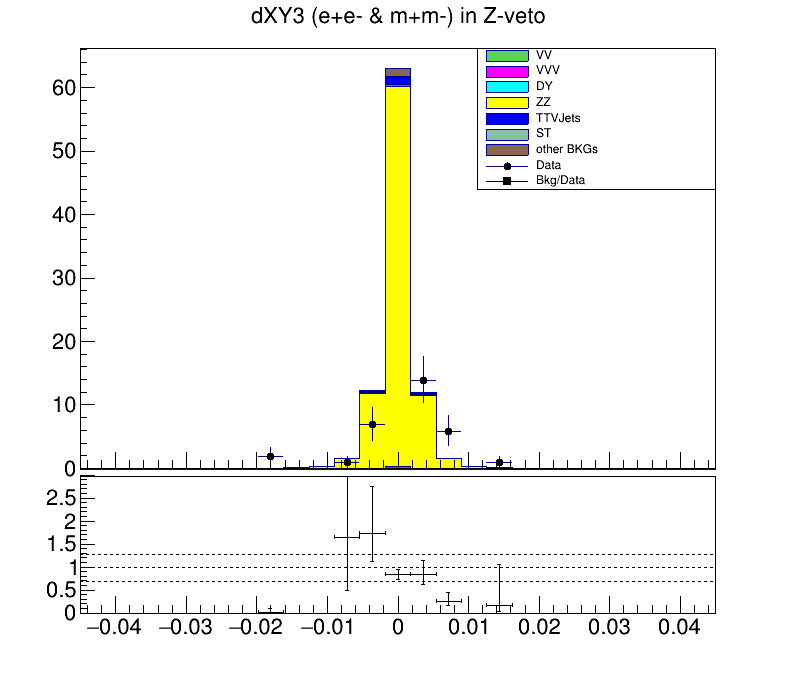 dXY3 (e+e- & m+m-) in Z-veto
VV
VVV
DY
ZZ
TTVJets
ST
other BKGs
Data
Bkg/Data
60
50
40
30
20
10
0
2.5
2
1.5
1
0.5
0
−0.04 −0.03 −0.02 −0.01 0 0.01 0.02 0.03 0.04